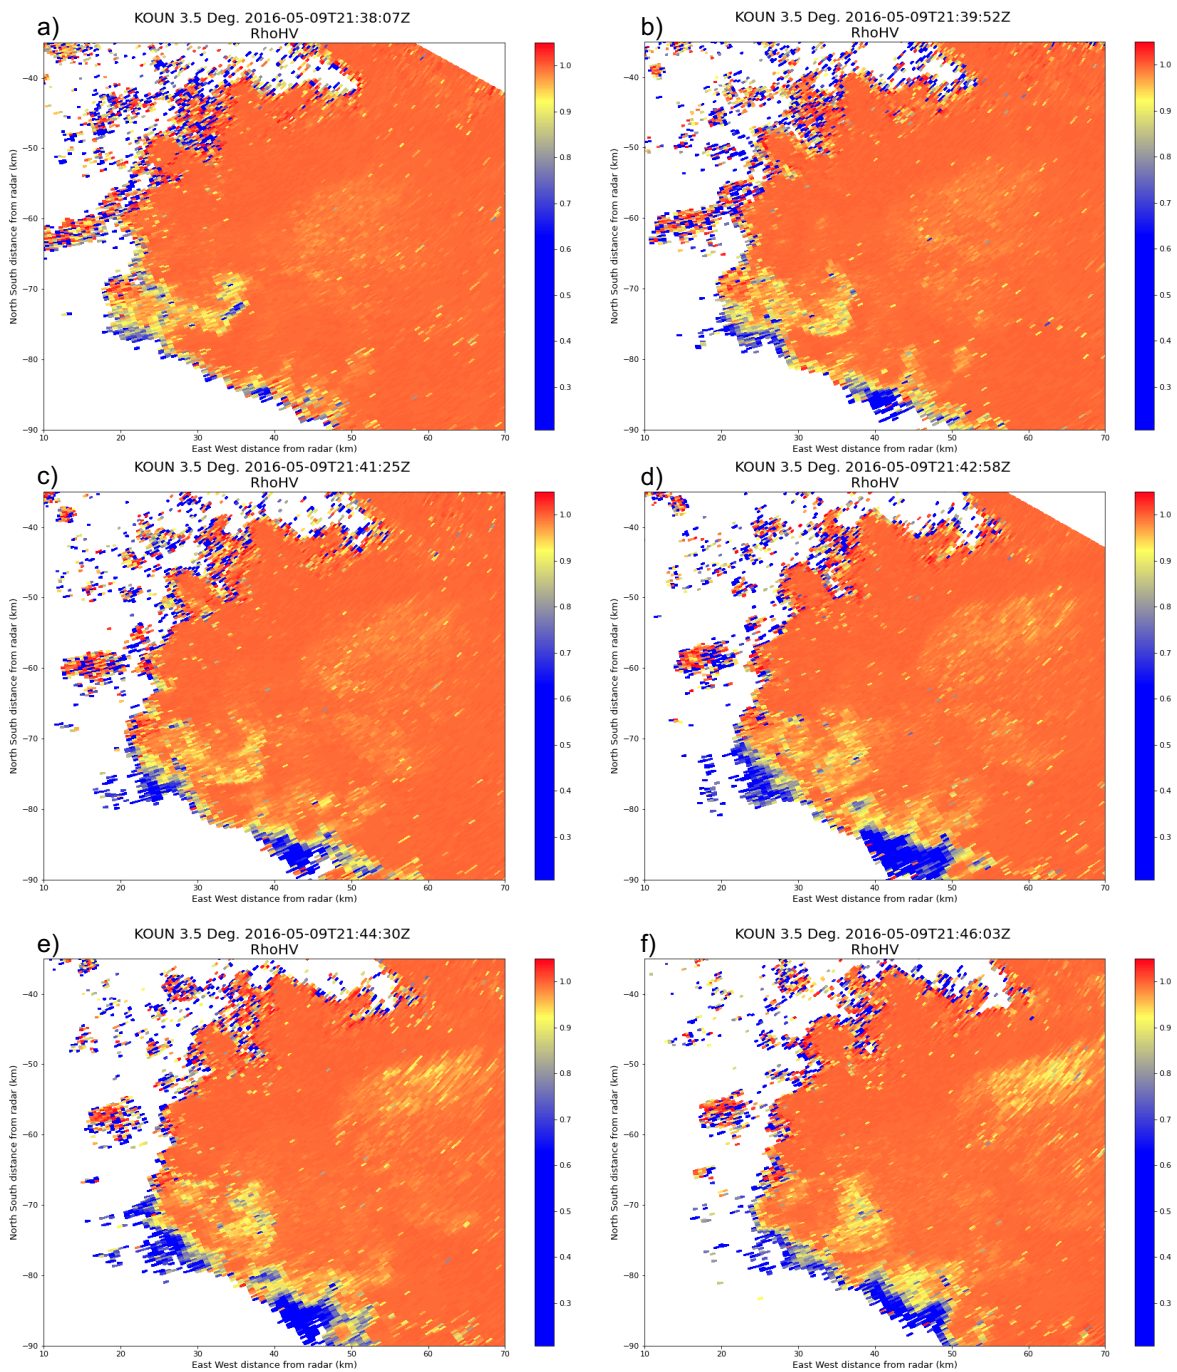 a)
KOUN 3.5 Deg. 2016-05-09T21:38:07Z
RhoHV
North South distance from radar (km)
−40
−50
−60
−70
−80
−90
10 20 30 40 50 60 70
East West distance from radar (km)
1.0
0.9
0.8
0.7
0.6
0.5
0.4
0.3
b)
KOUN 3.5 Deg. 2016-05-09T21:39:52Z
RhoHV
North South distance from radar (km)
−40
−50
−60
−70
−80
−90
10 20 30 40 50 60 70
East West distance from radar (km)
1.0
0.9
0.8
0.7
0.6
0.5
0.4
0.3
c)
KOUN 3.5 Deg. 2016-05-09T21:41:25Z
RhoHV
North South distance from radar (km)
−40
−50
−60
−70
−80
−90
10 20 30 40 50 60 70
East West distance from radar (km)
1.0
0.9
0.8
0.7
0.6
0.5
0.4
0.3
d)
KOUN 3.5 Deg. 2016-05-09T21:42:58Z
RhoHV
North South distance from radar (km)
−40
−50
−60
−70
−80
−90
10 20 30 40 50 60 70
East West distance from radar (km)
1.0
0.9
0.8
0.7
0.6
0.5
0.4
0.3
e)
KOUN 3.5 Deg. 2016-05-09T21:44:30Z
RhoHV
North South distance from radar (km)
−40
−50
−60
−70
−80
−90
10 20 30 40 50 60 70
East West distance from radar (km)
1.0
0.9
0.8
0.7
0.6
0.5
0.4
0.3
f)
KOUN 3.5 Deg. 2016-05-09T21:46:03Z
RhoHV
North South distance from radar (km)
−40
−50
−60
−70
−80
−90
10 20 30 40 50 60 70
East West distance from radar (km)
1.0
0.9
0.8
0.7
0.6
0.5
0.4
0.3